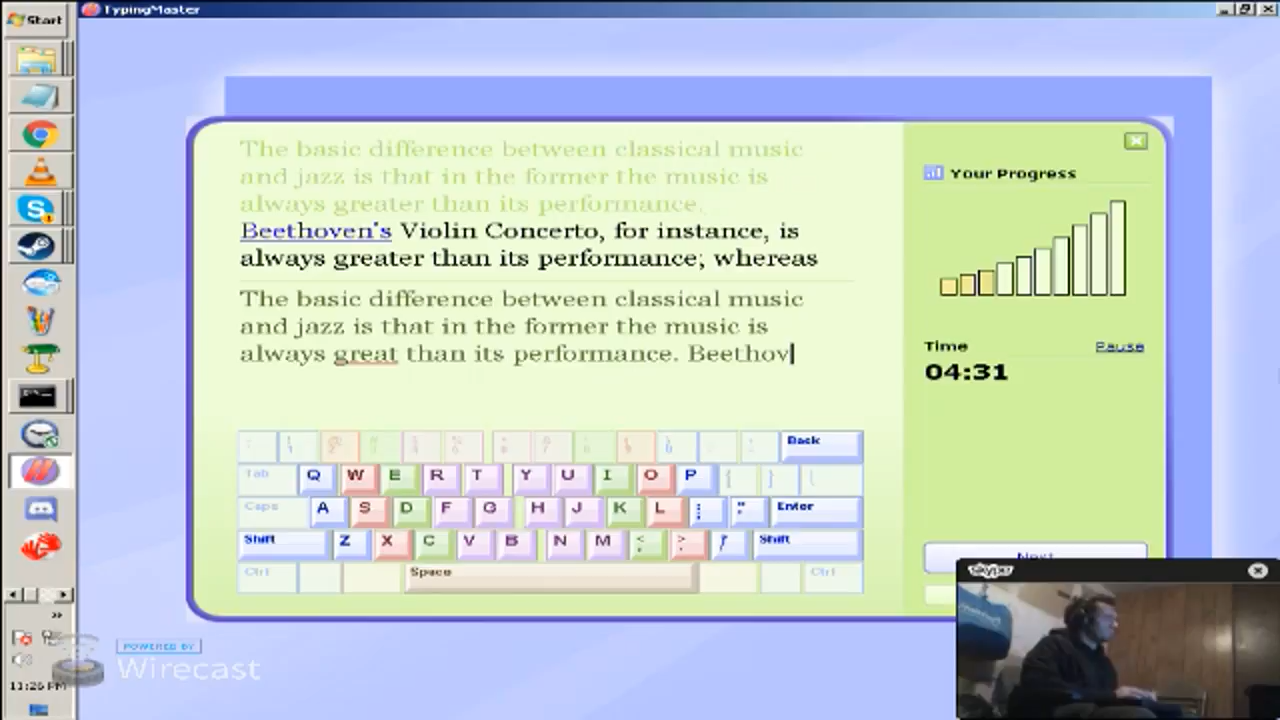 Start
TypingMaster
The basic difference between classical music
and jazz is that in the former the music is
always greater than its performance.
Beethoven's Violin Concerto, for instance, is
always greater than its performance; whereas
The basic difference between classical music
and jazz is that in the former the music is
always great than its performance. Beethov
Your Progress
Time
Pause
04:31
Back
Tab Q W E R T Y U I O P
Caps A S D F G H J K L Enter
Shift Z X C V B N M Shift
Ctrl Space Ctrl
Next
skype
POWERED BY
Wirecast
11:26 PM